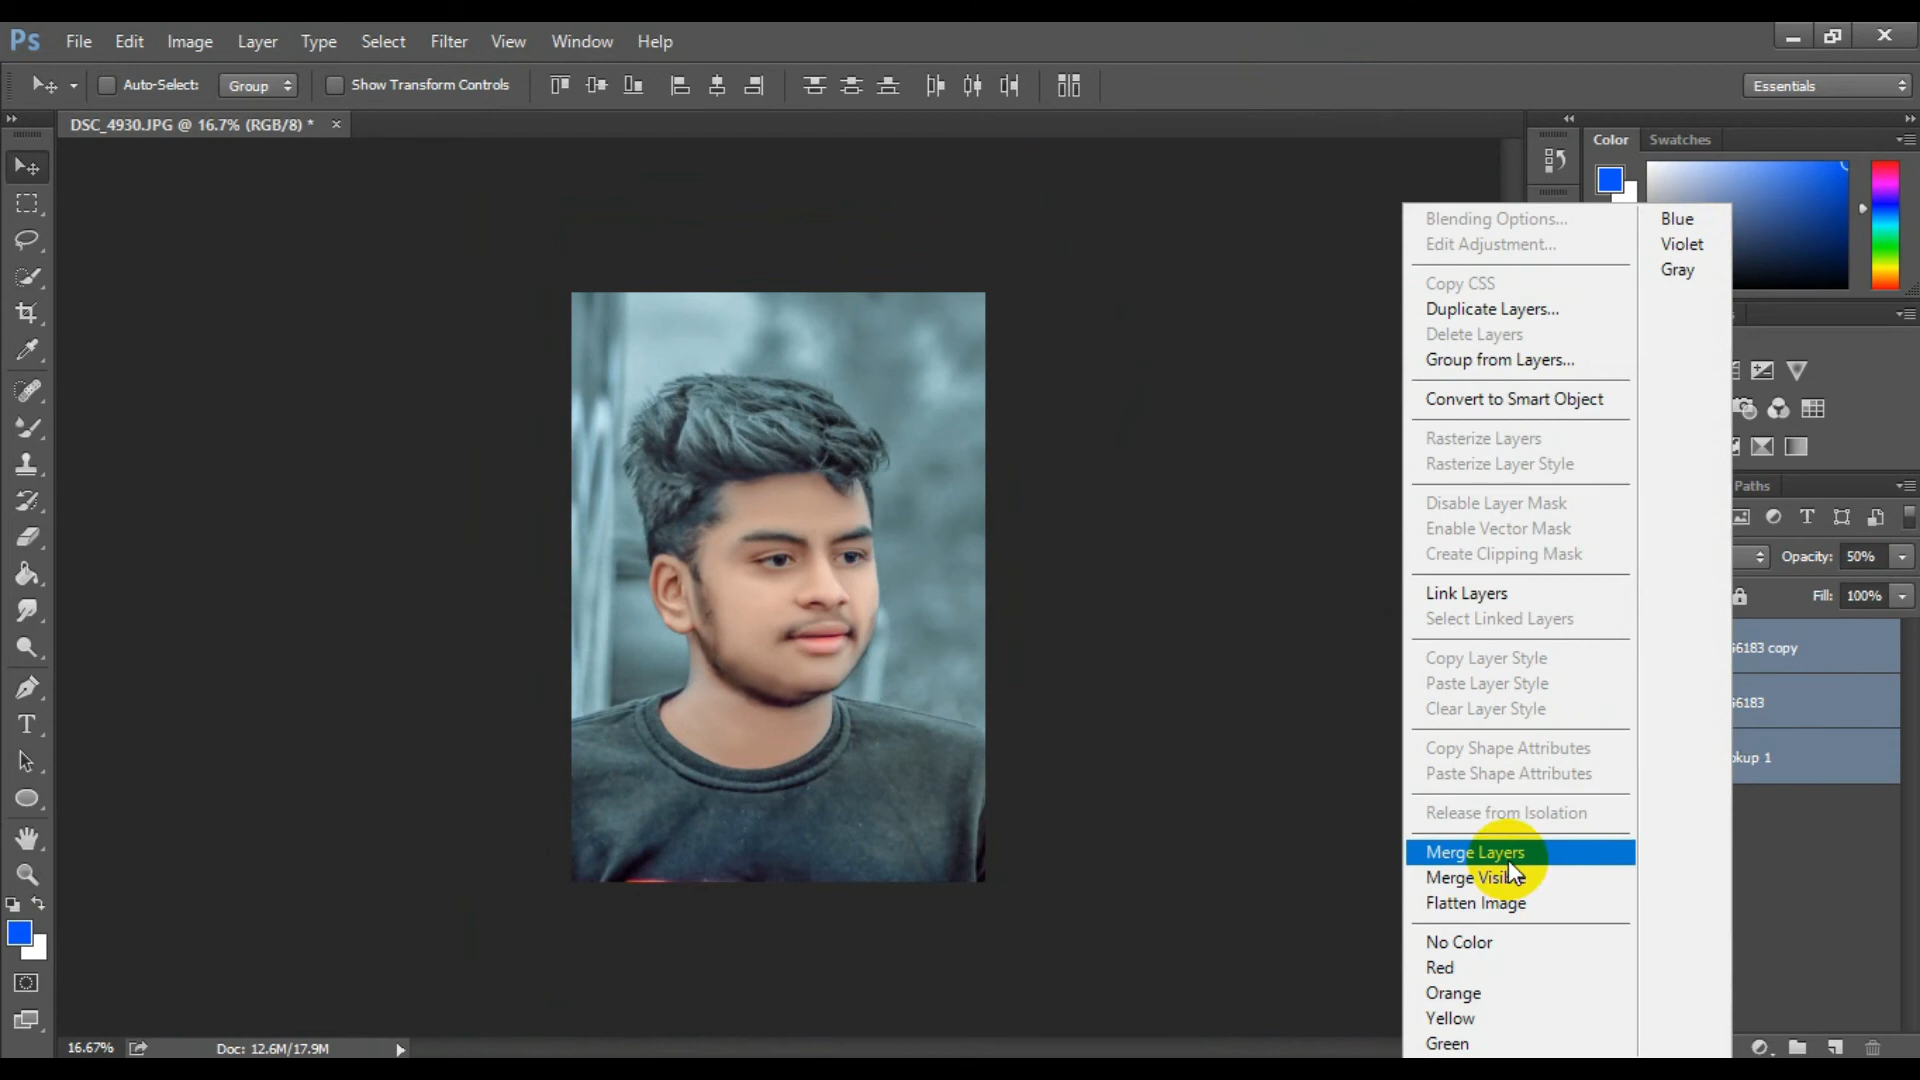 Ps File Edit Image Layer Type Select Filter View Window Help
Auto-Select: Group Show Transform Controls Essentials
DSC_4930.JPG @ 16.7% (RGB/8) * ×
Color Swatches
Blending Options...
Edit Adjustment...
Copy CSS
Duplicate Layers...
Delete Layers
Group from Layers...
Convert to Smart Object
Rasterize Layers
Rasterize Layer Style
Disable Layer Mask
Enable Vector Mask
Create Clipping Mask
Link Layers
Select Linked Layers
Copy Layer Style
Paste Layer Style
Clear Layer Style
Copy Shape Attributes
Paste Shape Attributes
Release from Isolation
Merge Layers
Merge Visible
Flatten Image
No Color
Red
Orange
Yellow
Green
Blue
Violet
Gray
Paths
Opacity: 50%
Fill: 100%
6183 copy
6183
okup 1
16.67% Doc: 12.6M/17.9M